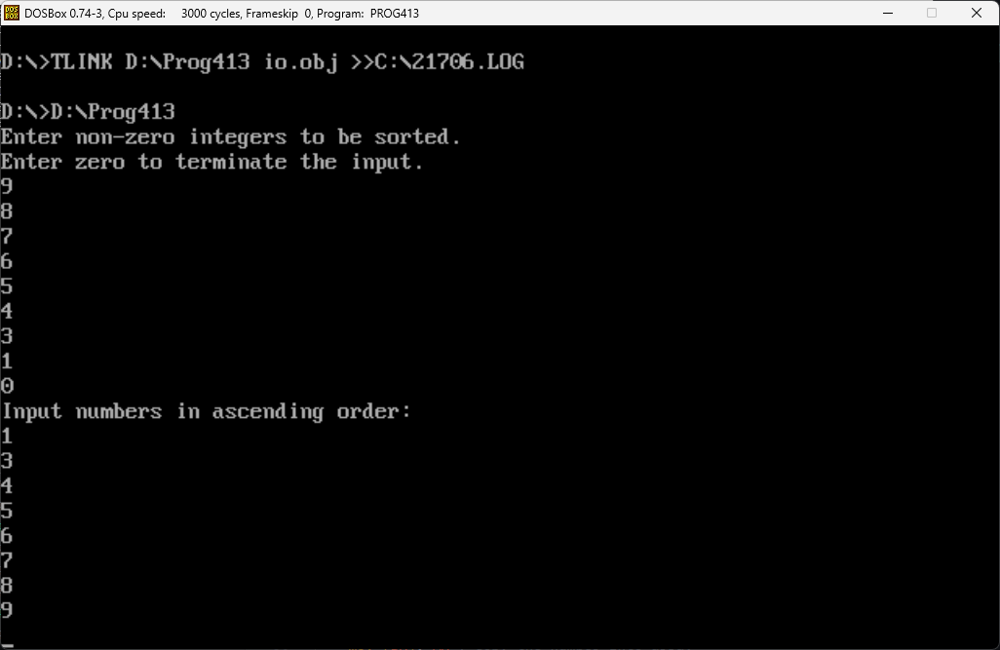 DOSBox 0.74-3, Cpu speed: 3000 cycles, Frameskip 0, Program: PROG413
D:\>TLINK D:\Prog413 io.obj >>C:\21706.LOG
D:\>D:\Prog413
Enter non-zero integers to be sorted.
Enter zero to terminate the input.
9
8
7
6
5
4
3
1
0
Input numbers in ascending order:
1
3
4
5
6
7
8
9